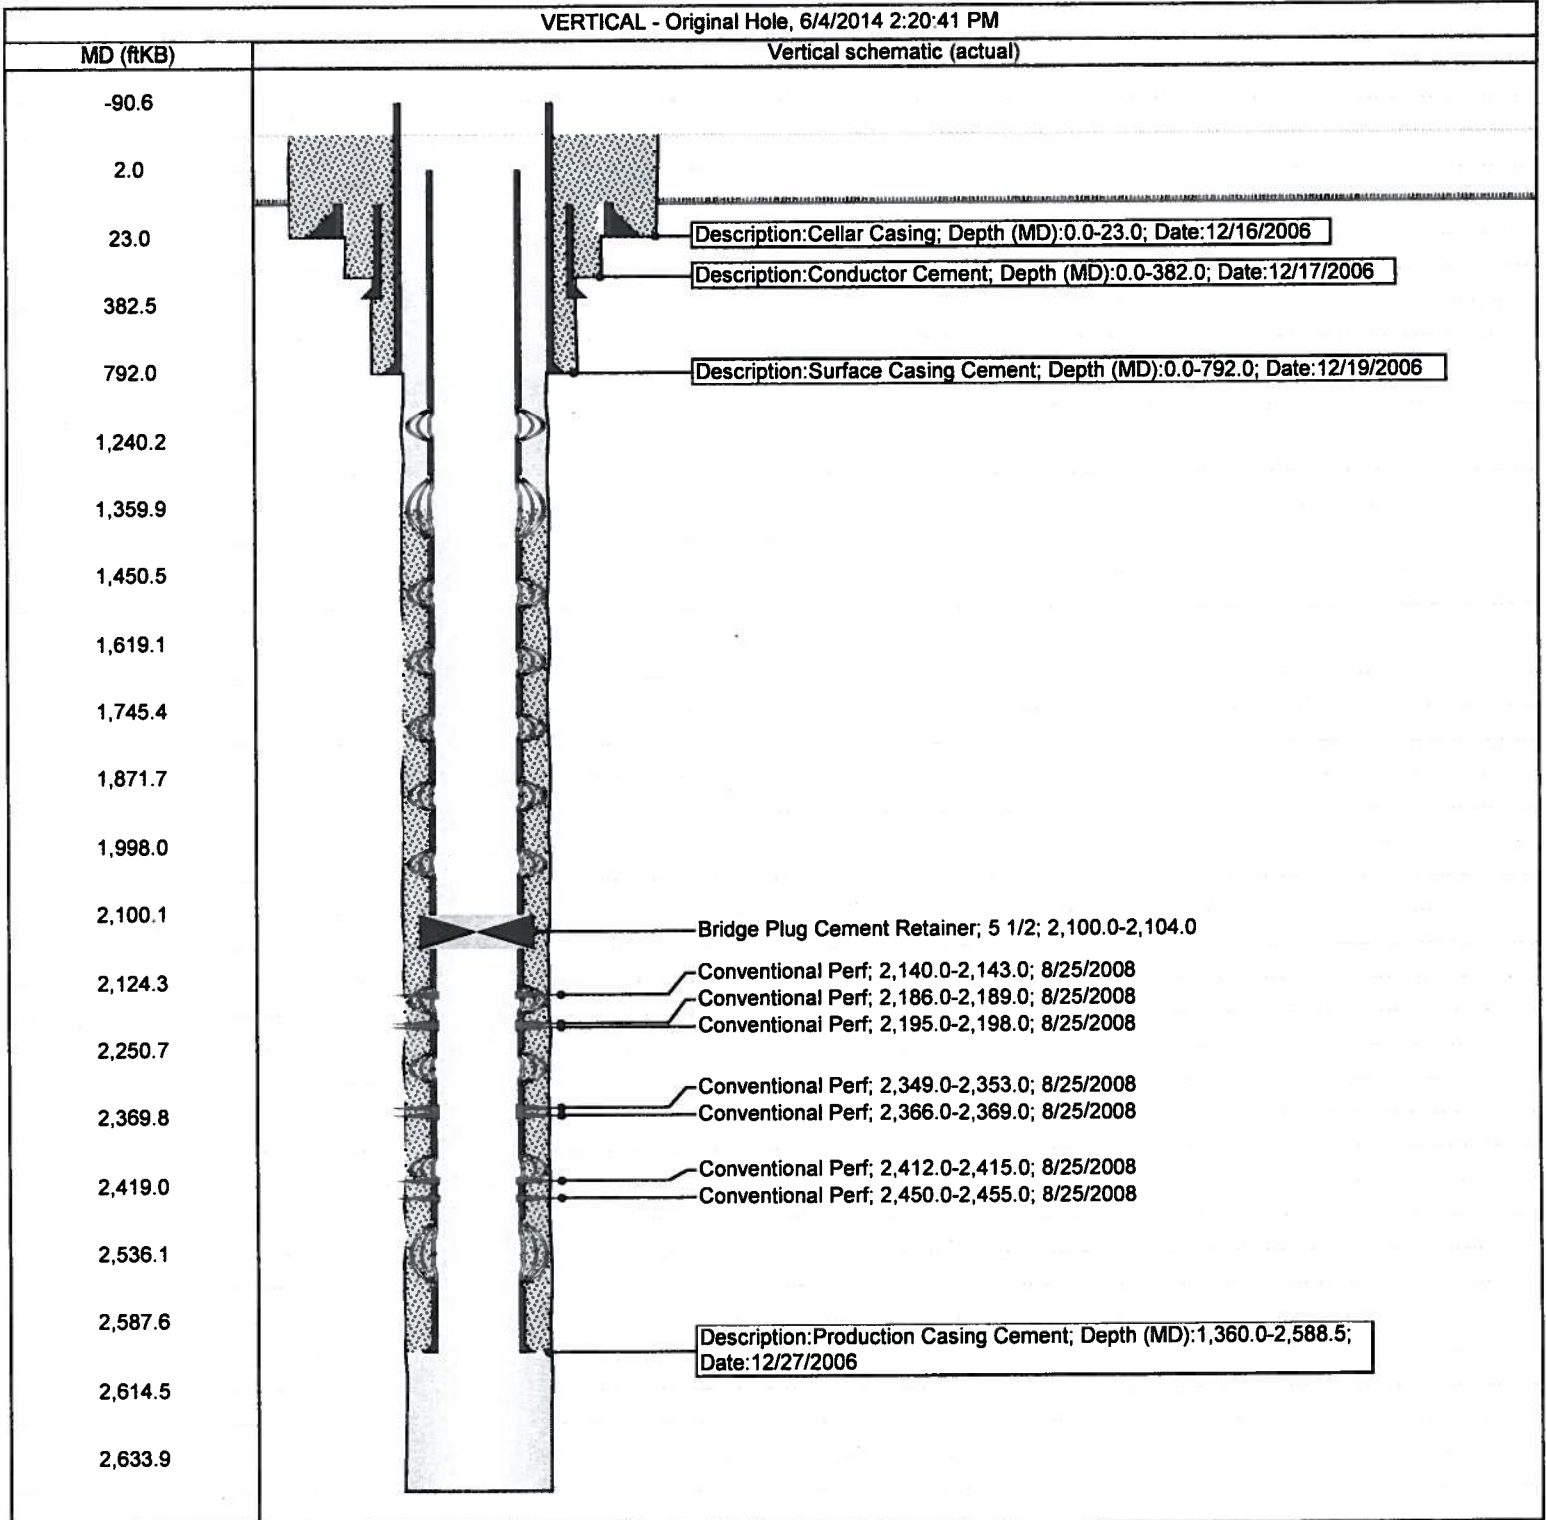 VERTICAL - Original Hole, 6/4/2014 2:20:41 PM
MD (ftKB)
Vertical schematic (actual)
-90.6
2.0
23.0
382.5
792.0
1,240.2
1,359.9
1,450.5
1,619.1
1,745.4
1,871.7
1,998.0
2,100.1
2,124.3
2,250.7
2,369.8
2,419.0
2,536.1
2,587.6
2,614.5
2,633.9
Description:Cellar Casing; Depth (MD):0.0-23.0; Date:12/16/2006
Description:Conductor Cement; Depth (MD):0.0-382.0; Date:12/17/2006
Description:Surface Casing Cement; Depth (MD):0.0-792.0; Date:12/19/2006
Bridge Plug Cement Retainer; 5 1/2; 2,100.0-2,104.0
Conventional Perf; 2,140.0-2,143.0; 8/25/2008
Conventional Perf; 2,186.0-2,189.0; 8/25/2008
Conventional Perf; 2,195.0-2,198.0; 8/25/2008
Conventional Perf; 2,349.0-2,353.0; 8/25/2008
Conventional Perf; 2,366.0-2,369.0; 8/25/2008
Conventional Perf; 2,412.0-2,415.0; 8/25/2008
Conventional Perf; 2,450.0-2,455.0; 8/25/2008
Description:Production Casing Cement; Depth (MD):1,360.0-2,588.5;
Date:12/27/2006